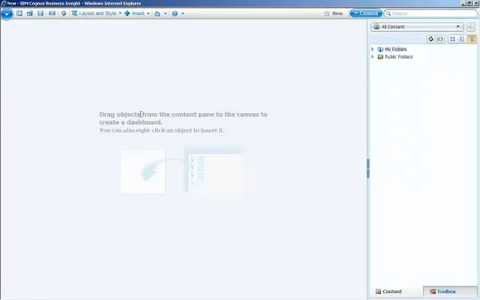 New - IBM Cognos Business Insight - Windows Internet Explorer
Layout and Style
Insert
New
Content
Search
All Content
My Folders
Public Folders
Drag objects from the content pane to the canvas to
create a dashboard.
You can also right-click an object to insert it.
Content
Toolbox